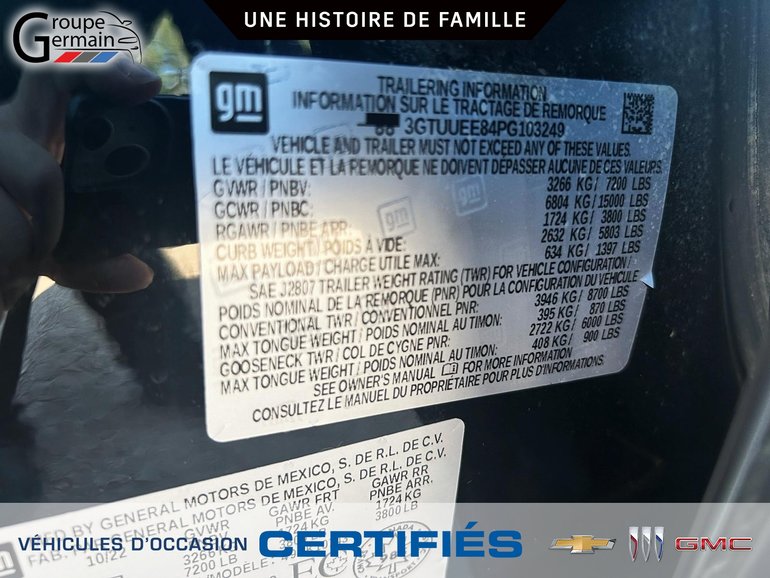 Groupe
Germain
UNE HISTOIRE DE FAMILLE
gm
TRAILERING INFORMATION
INFORMATION SUR LE TRACTAGE DE REMORQUE
3GTUUEE84PG103249
VEHICLE AND TRAILER MUST NOT EXCEED ANY OF THESE VALUES.
LE VÉHICULE ET LA REMORQUE NE DOIVENT DÉPASSER AUCUNE DE CES VALEURS.
GVWR / PNBV: 3266 KG / 7200 LBS
GCWR / PNBC: 6804 KG / 15000 LBS
RGAWR / PNBE ARR: 1724 KG / 3800 LBS
CURB WEIGHT / POIDS À VIDE: 2632 KG / 5803 LBS
MAX PAYLOAD / CHARGE UTILE MAX: 634 KG / 1397 LBS
SAE J2807 TRAILER WEIGHT RATING (TWR) FOR VEHICLE CONFIGURATION /
POIDS NOMINAL DE LA REMORQUE (PNR) POUR LA CONFIGURATION DU VÉHICULE
CONVENTIONAL TWR / CONVENTIONNEL PNR: 3946 KG / 8700 LBS
MAX TONGUE WEIGHT / POIDS NOMINAL AU TIMON: 395 KG / 870 LBS
GOOSENECK TWR / COL DE CYGNE PNR: 2722 KG / 6000 LBS
MAX TONGUE WEIGHT / POIDS NOMINAL AU TIMON: 408 KG / 900 LBS
SEE OWNER'S MANUAL FOR MORE INFORMATION
CONSULTEZ LE MANUEL DU PROPRIÉTAIRE POUR PLUS D'INFORMATIONS.
gm
MFD BY GENERAL MOTORS DE MEXICO, S. DE R.L. DE C.V.
FAB. GENERAL MOTORS DE MEXICO, S. DE R.L. DE C.V.
10/22 GVWR GAWR FRT GAWR RR
PNBE AV. PNBE ARR.
3266 KG 1724 KG 1724 KG
7200 LB 3800 LB
VÉHICULES D'OCCASION CERTIFIÉS GMC